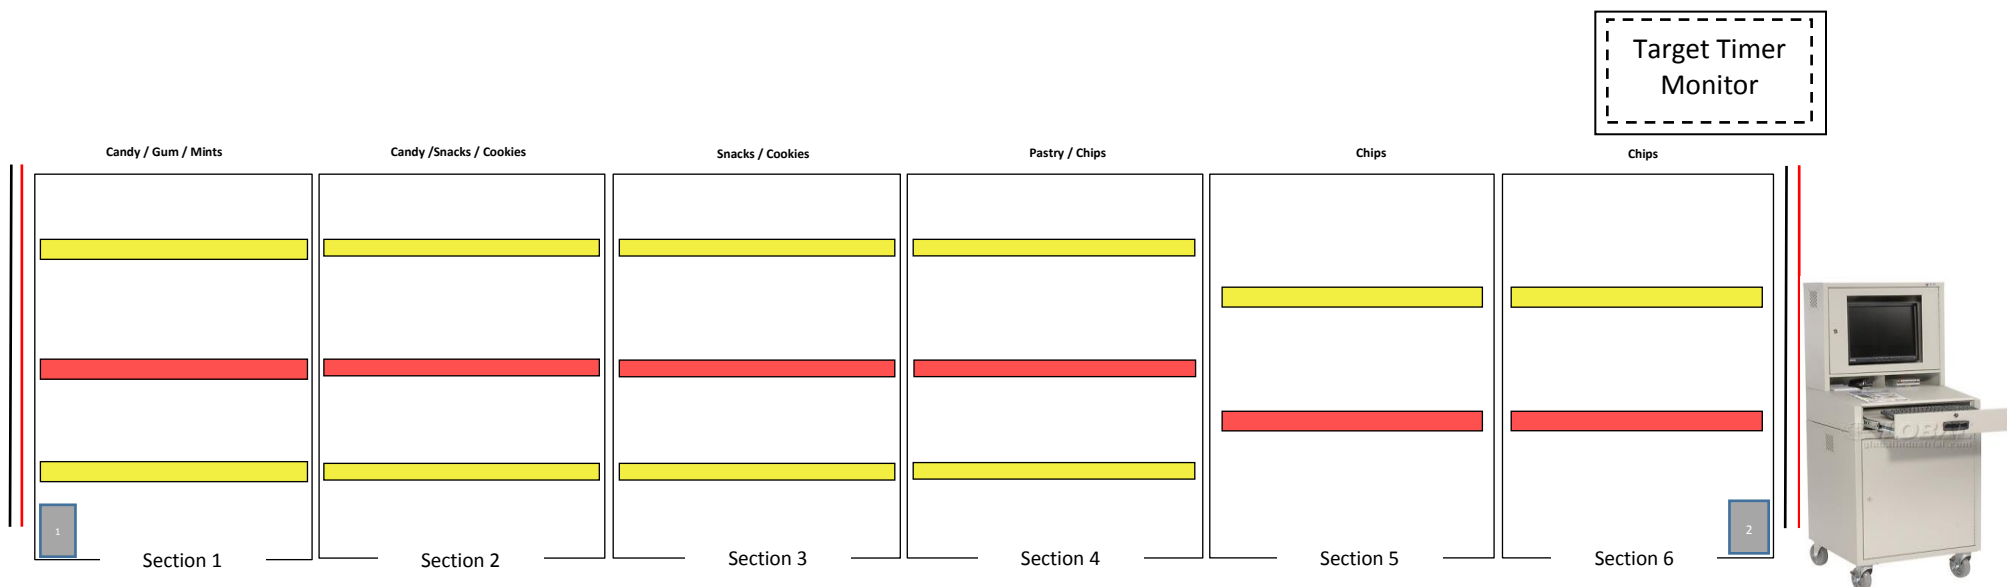 Target Timer
Monitor
Candy / Gum / Mints
Candy /Snacks / Cookies
Snacks / Cookies
Pastry / Chips
Chips
Chips
1
2
Section 1
Section 2
Section 3
Section 4
Section 5
Section 6